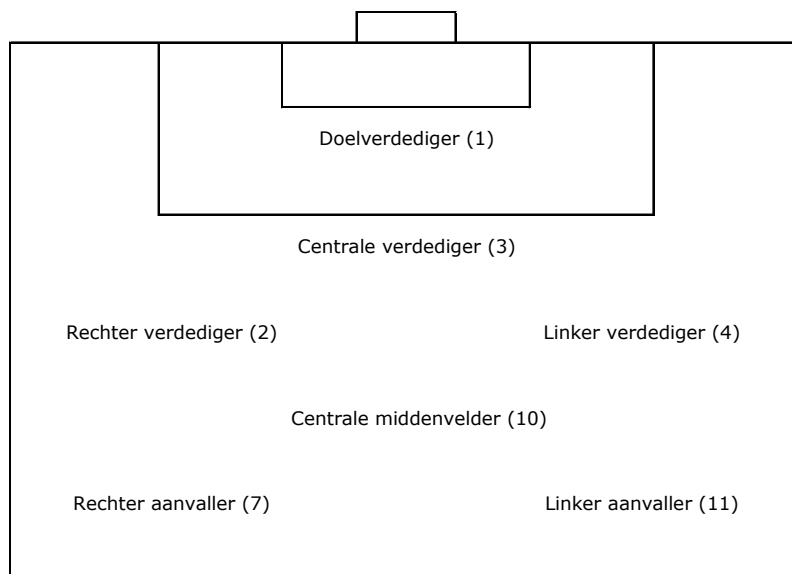 Doelverdediger (1)
Centrale verdediger (3)
Rechter verdediger (2)
Linker verdediger (4)
Centrale middenvelder (10)
Rechter aanvaller (7)
Linker aanvaller (11)